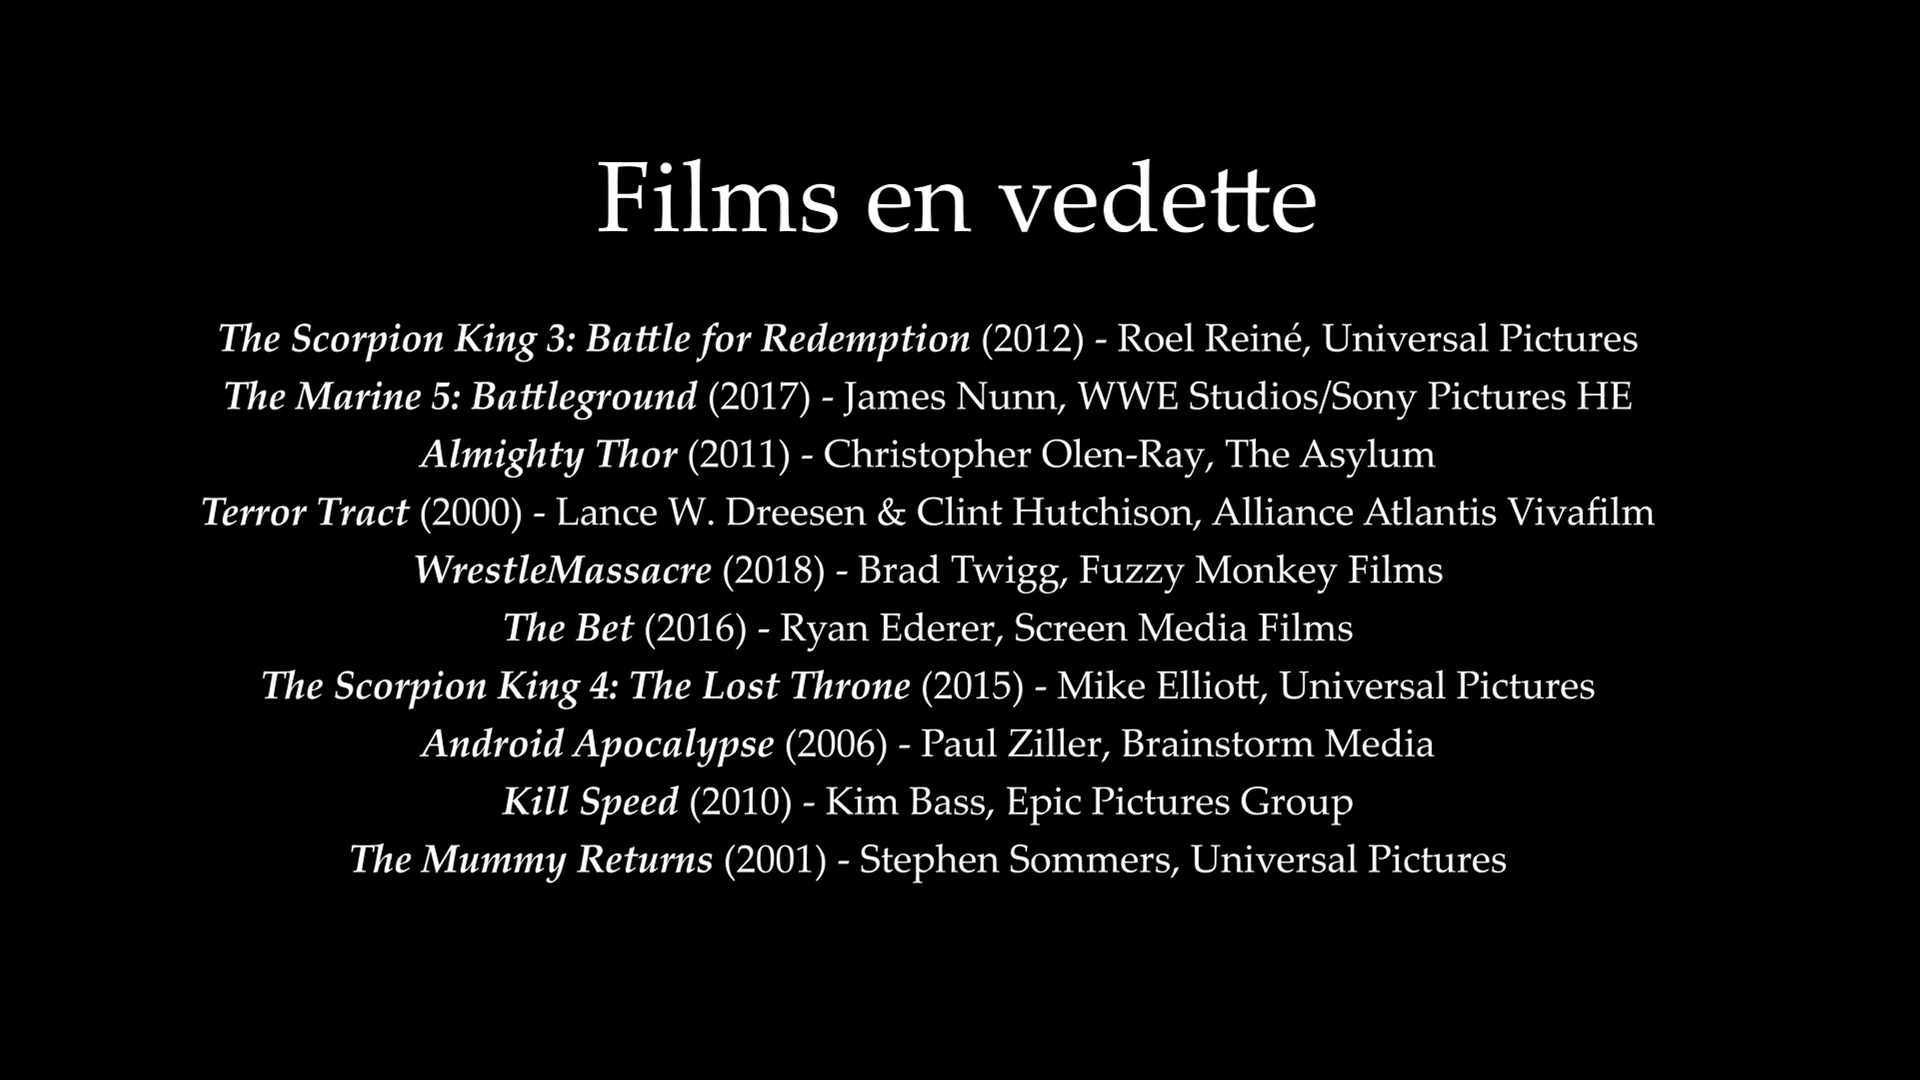 Films en vedette
The Scorpion King 3: Battle for Redemption (2012) - Roel Reiné, Universal Pictures
The Marine 5: Battleground (2017) - James Nunn, WWE Studios/Sony Pictures HE
Almighty Thor (2011) - Christopher Olen-Ray, The Asylum
Terror Tract (2000) - Lance W. Dreesen & Clint Hutchison, Alliance Atlantis Vivafilm
WrestleMassacre (2018) - Brad Twigg, Fuzzy Monkey Films
The Bet (2016) - Ryan Ederer, Screen Media Films
The Scorpion King 4: The Lost Throne (2015) - Mike Elliott, Universal Pictures
Android Apocalypse (2006) - Paul Ziller, Brainstorm Media
Kill Speed (2010) - Kim Bass, Epic Pictures Group
The Mummy Returns (2001) - Stephen Sommers, Universal Pictures